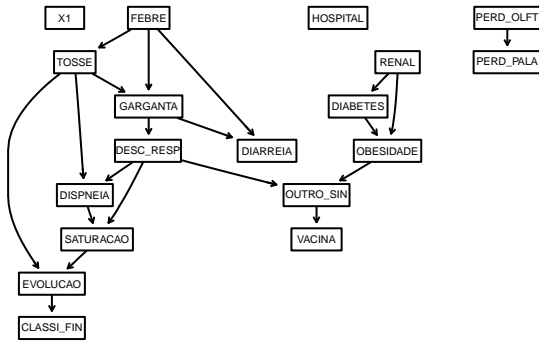 X1
FEBRE
HOSPITAL
PERD_OLFT
TOSSE
RENAL
PERD_PALA
GARGANTA
DIABETES
DESC_RESP
DIARREIA
OBESIDADE
DISPNEIA
OUTRO_SIN
SATURACAO
VACINA
EVOLUCAO
CLASSI_FIN